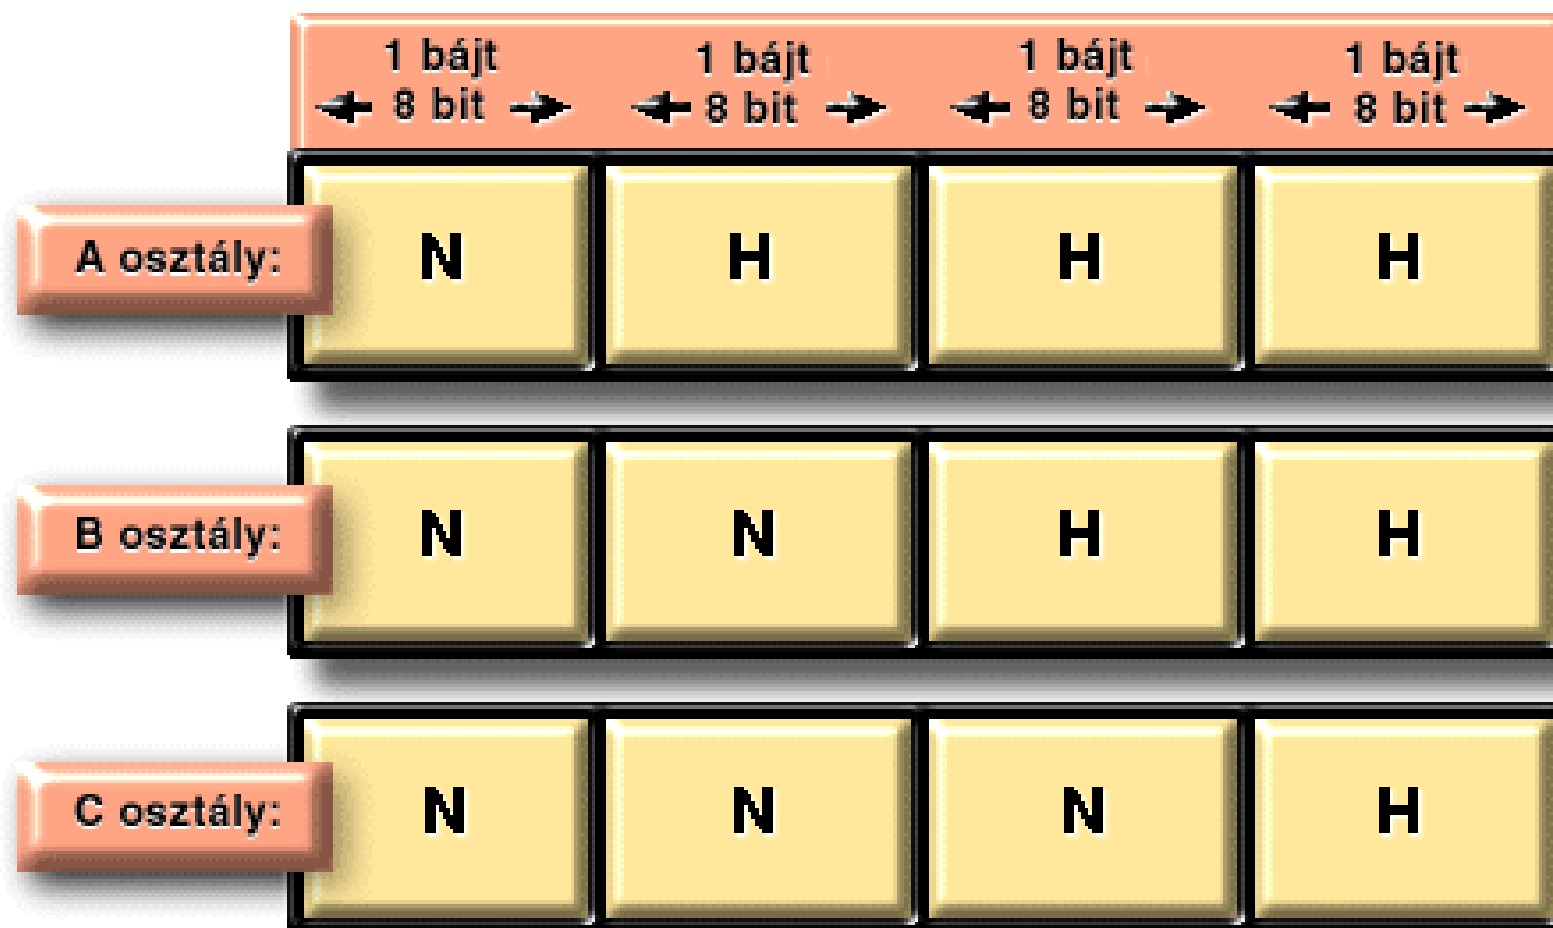 1 bájt 1 bájt 1 bájt 1 bájt
8 bit 8 bit 8 bit 8 bit
A osztály: N H H H
B osztály: N N H H
C osztály: N N N H